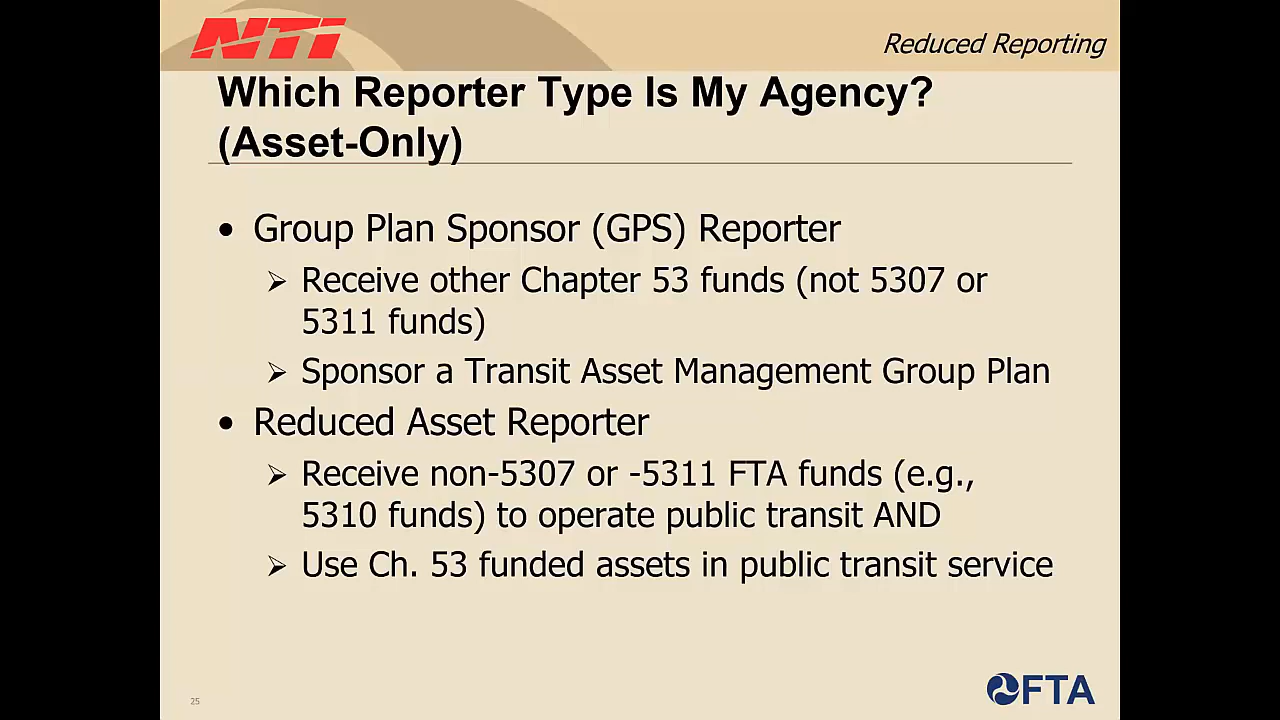 NTI
Reduced Reporting
Which Reporter Type Is My Agency?
(Asset-Only)
• Group Plan Sponsor (GPS) Reporter
➢ Receive other Chapter 53 funds (not 5307 or
5311 funds)
➢ Sponsor a Transit Asset Management Group Plan
• Reduced Asset Reporter
➢ Receive non-5307 or -5311 FTA funds (e.g.,
5310 funds) to operate public transit AND
➢ Use Ch. 53 funded assets in public transit service
25
FTA